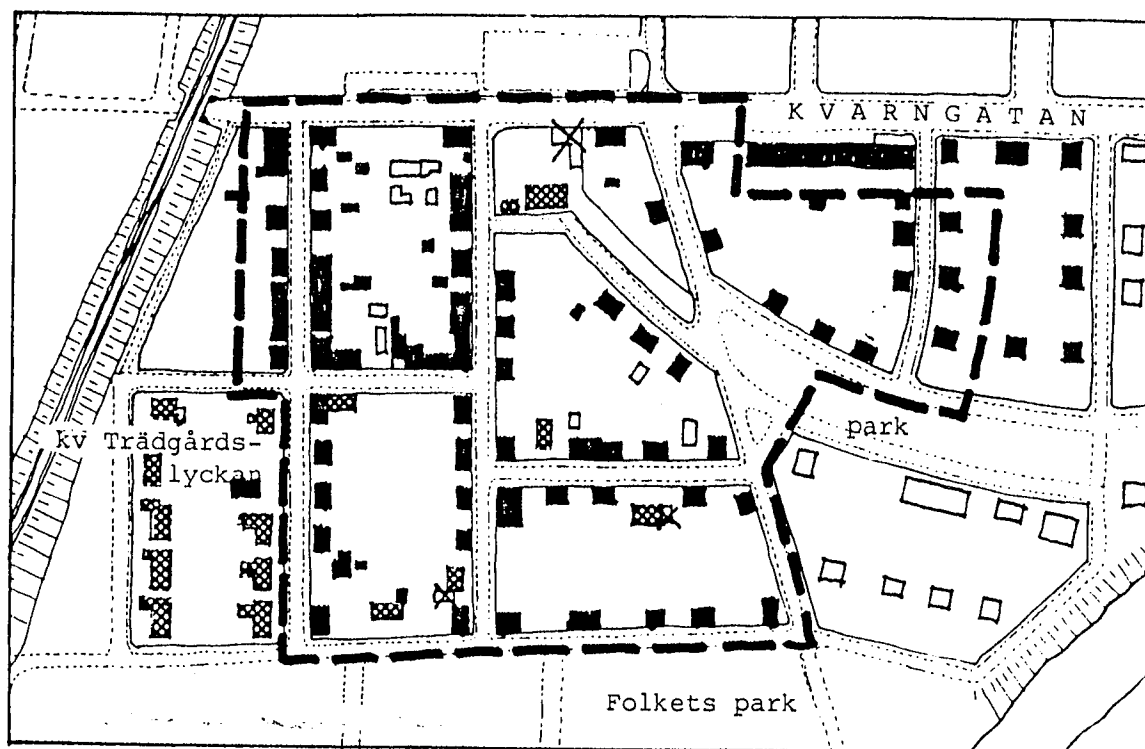 KVARNGATAN
park
kv Trädgårds-
lyckan
Folkets park